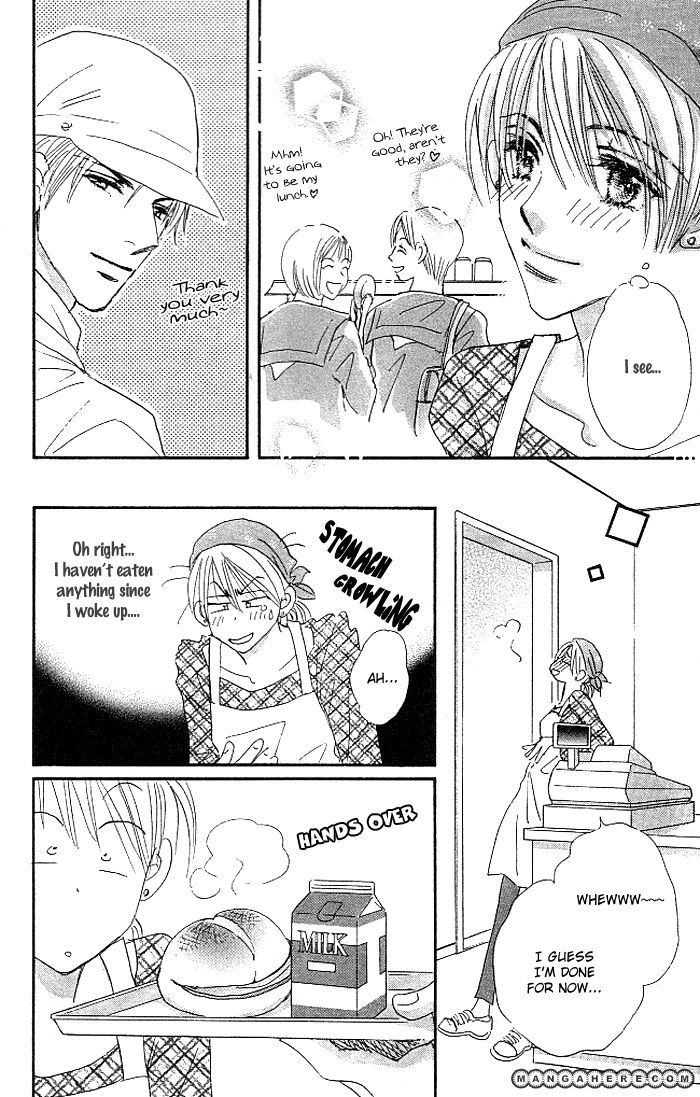 I see...
Oh! They're
good, aren't
they? ♡
Mhm!
It's going
to be my
lunch. ♡
Thank
you very
much~
WHEWWW~~~
I GUESS
I'M DONE
FOR NOW...
STOMACH
GROWLING
AH...
Oh right...
I haven't eaten
anything since
I woke up....
HANDS OVER
MILK
MANGAHERE.COM